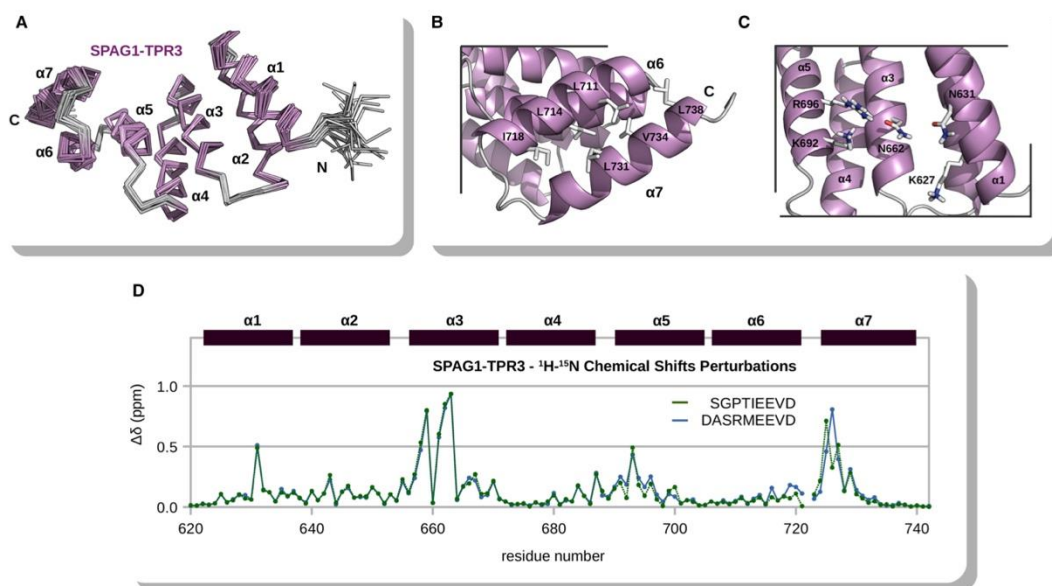 A
SPAG1-TPR3
α7
α1
α5
α3
C
α6
α2
N
α4
B
α6
L711
C
L714
L738
I718
V734
L731
α7
C
α5
α3
R696
N631
K692
N662
K627
α4
α1
D
α1 α2 α3 α4 α5 α6 α7
SPAG1-TPR3 - ¹H-¹⁵N Chemical Shifts Perturbations
1.0
SGPTIEEVD
DASRMEEVD
Δδ (ppm)
0.5
0.0
620 640 660 680 700 720 740
residue number